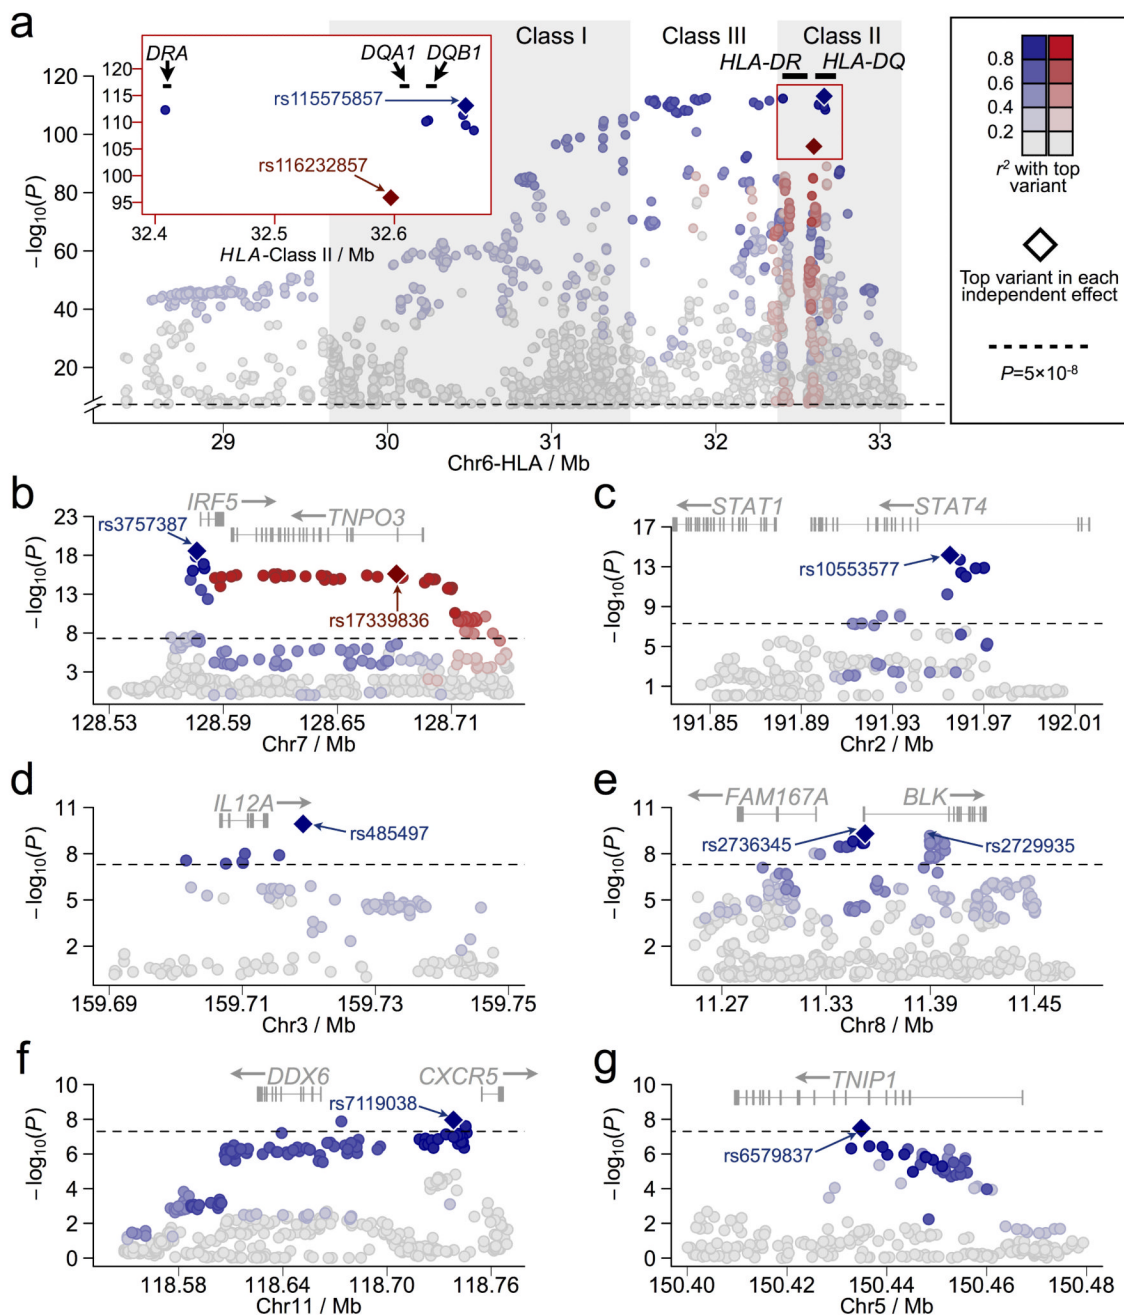 a
Class I
Class III
Class II
HLA-DR
HLA-DQ
DRA
DQA1
DQB1
rs115575857
rs116232857
120
115
110
105
100
95
32.4
32.5
32.6
HLA-Class II / Mb
120
100
80
60
40
20
− log10(P)
29
30
31
32
33
Chr6-HLA / Mb
0.8
0.6
0.4
0.2
r² with top
variant
Top variant in each
independent effect
P=5×10⁻⁸
b
IRF5
TNPO3
rs3757387
rs17339836
23
18
13
8
3
− log10(P)
128.53
128.59
128.65
128.71
Chr7 / Mb
c
STAT1
STAT4
rs10553577
17
13
9
5
1
− log10(P)
191.85
191.89
191.93
191.97
192.01
Chr2 / Mb
d
IL12A
rs485497
11
8
5
2
− log10(P)
159.69
159.71
159.73
159.75
Chr3 / Mb
e
FAM167A
BLK
rs2736345
rs2729935
11
8
5
2
− log10(P)
11.27
11.33
11.39
11.45
Chr8 / Mb
f
DDX6
CXCR5
rs7119038
10
8
6
4
2
0
− log10(P)
118.58
118.64
118.70
118.76
Chr11 / Mb
g
TNIP1
rs6579837
10
8
6
4
2
0
− log10(P)
150.40
150.42
150.44
150.46
150.48
Chr5 / Mb